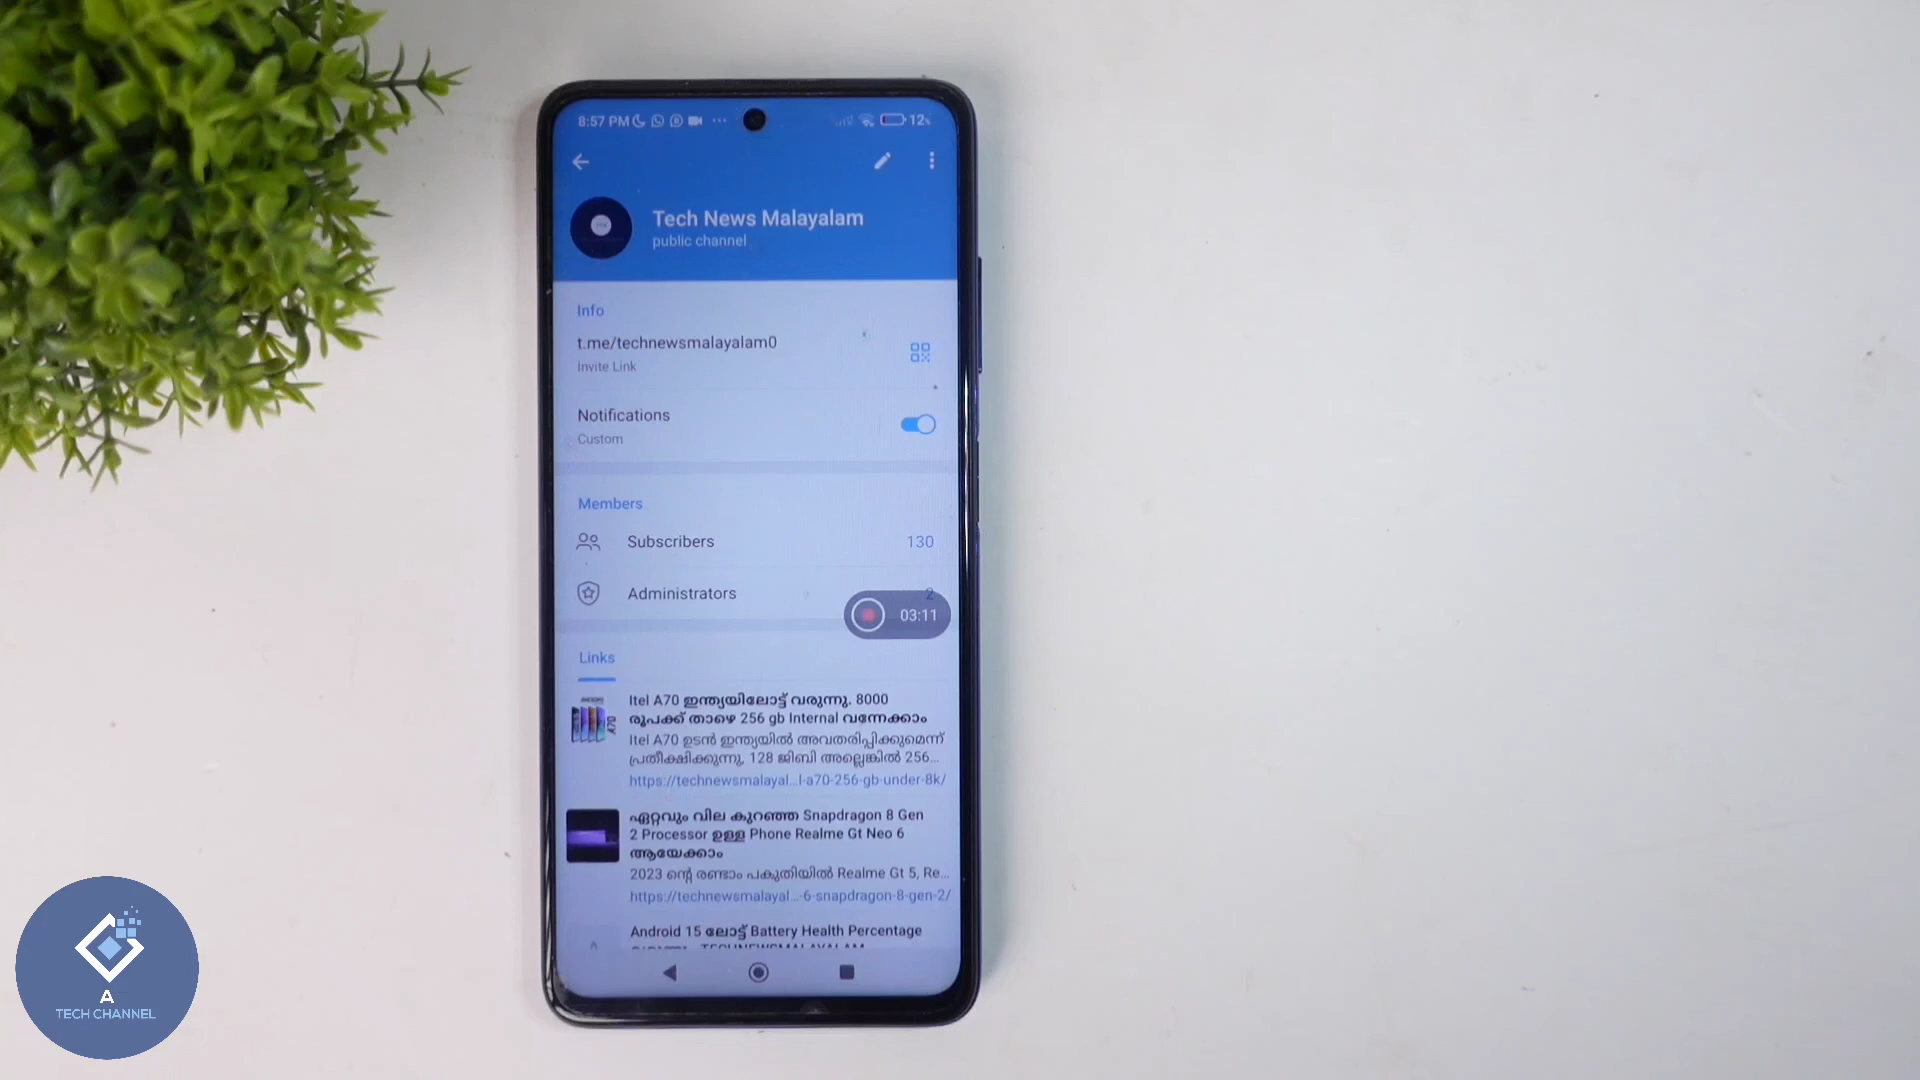 8:57 PM
12%
Tech News Malayalam
public channel
Info
t.me/technewsmalayalam0
Invite Link
Notifications
Custom
Members
Subscribers 130
Administrators 2
03:11
Links
Itel A70 ഇന്ത്യയിലോട്ട് വരുന്നു. 8000
രൂപക്ക് താഴെ 256 gb Internal വന്നേക്കാം
Itel A70 ഉടൻ ഇന്ത്യയിൽ അവതരിപ്പിക്കുമെന്ന്
പ്രതീക്ഷിക്കുന്നു, 128 ജിബി അല്ലെങ്കിൽ 256...
https://technewsmalayal...l-a70-256-gb-under-8k/
ഏറ്റവും വില കുറഞ്ഞ Snapdragon 8 Gen
2 Processor ഉള്ള Phone Realme Gt Neo 6
ആയേക്കാം
2023 ന്റെ രണ്ടാം പകുതിയിൽ Realme Gt 5, Re...
https://technewsmalayal...-6-snapdragon-8-gen-2/
Android 15 ലോട്ട് Battery Health Percentage
TECHNEWSMALAYALAM
A
TECH CHANNEL